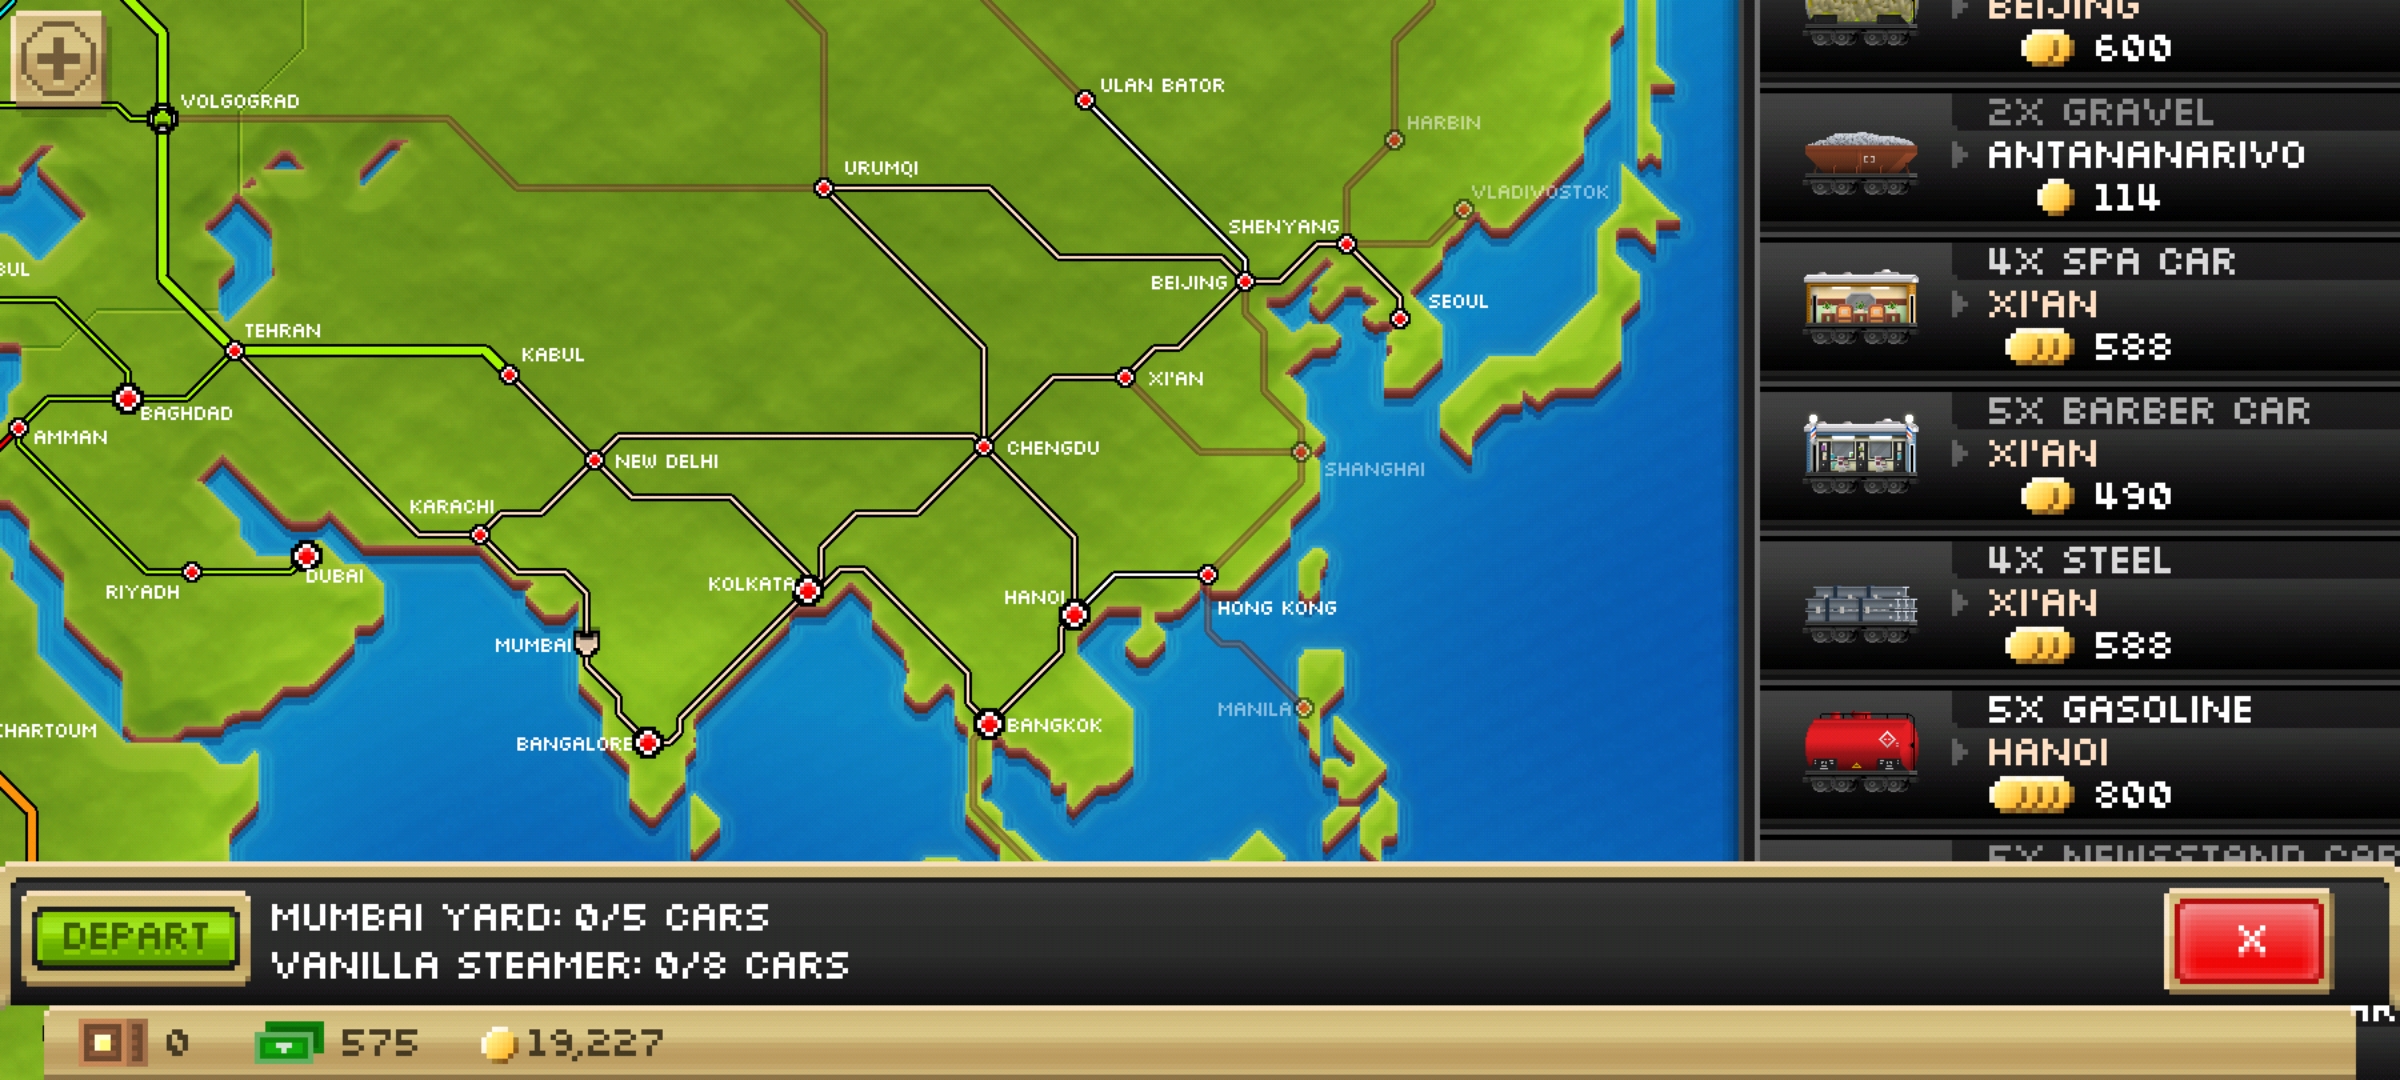 VOLGOGRAD
ULAN BATOR
HARBIN
URUMQI
VLADIVOSTOK
SHENYANG
BEIJING
SEOUL
TEHRAN
KABUL
XI'AN
BAGHDAD
AMMAN
NEW DELHI
CHENGDU
SHANGHAI
KARACHI
DUBAI
RIYADH
KOLKATA
HANOI
HONG KONG
MUMBAI
MANILA
BANGALORE
BANGKOK
BEIJING
600
2X GRAVEL
ANTANANARIVO
114
4X SPA CAR
XI'AN
588
5X BARBER CAR
XI'AN
490
4X STEEL
XI'AN
588
5X GASOLINE
HANOI
800
5X NEWSSTAND CAR
DEPART
MUMBAI YARD: 0/5 CARS
VANILLA STEAMER: 0/8 CARS
X
0
575
19,227